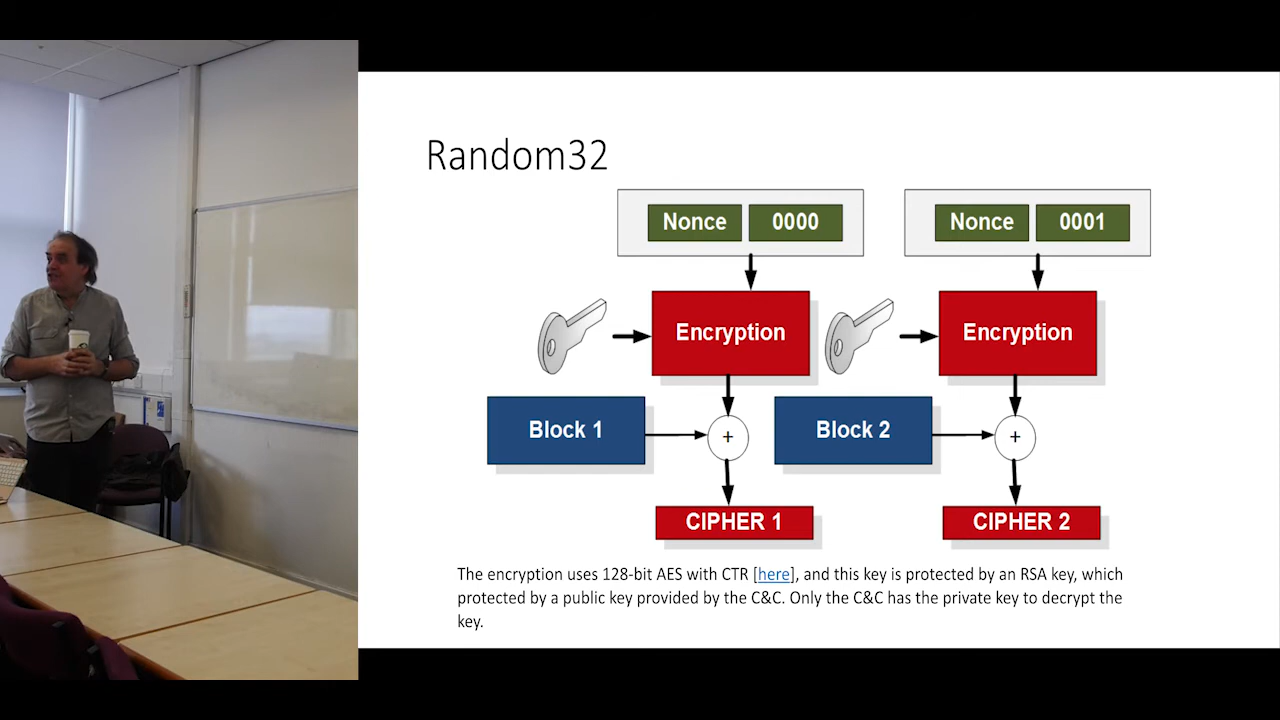 Random32
Nonce 0000 Nonce 0001
Encryption Encryption
Block 1 + Block 2 +
CIPHER 1 CIPHER 2
The encryption uses 128-bit AES with CTR [here], and this key is protected by an RSA key, which
protected by a public key provided by the C&C. Only the C&C has the private key to decrypt the
key.